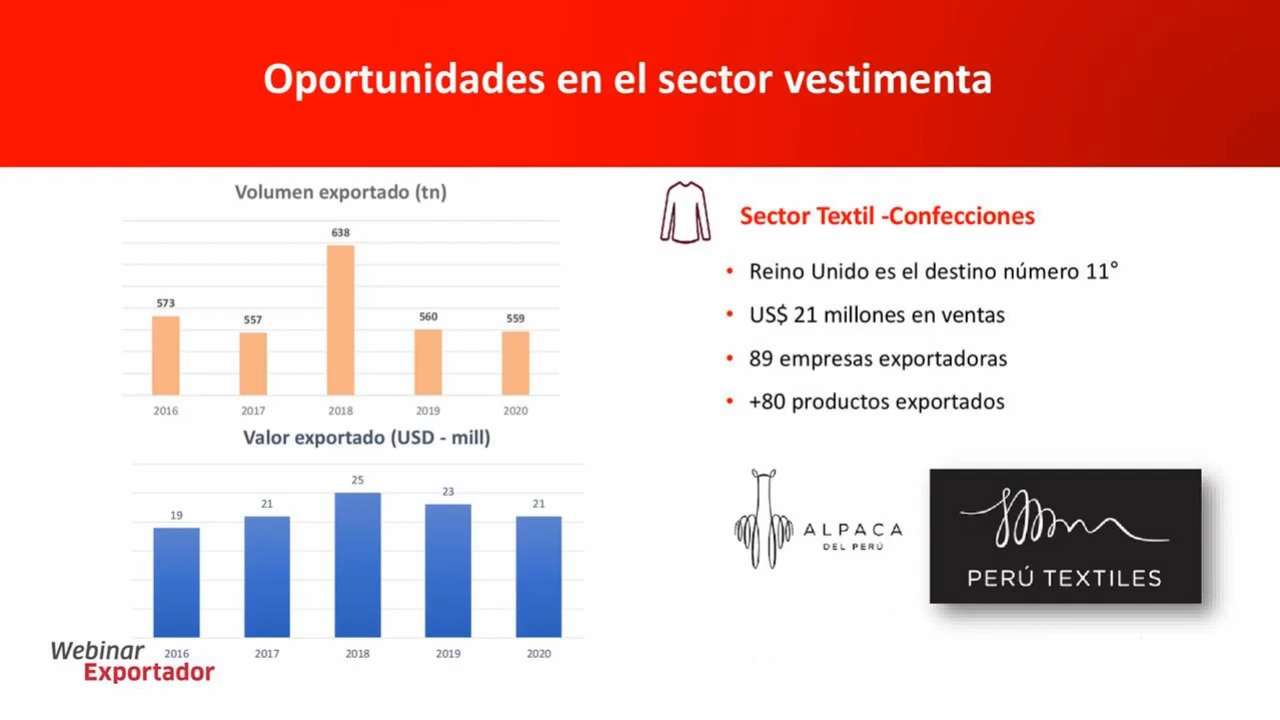 Oportunidades en el sector vestimenta
Volumen exportado (tn)
638
573
557
560
559
2016 2017 2018 2019 2020
Valor exportado (USD - mill)
19
21
25
23
21
2016 2017 2018 2019 2020
Webinar
Exportador
Sector Textil -Confecciones
• Reino Unido es el destino número 11°
• US$ 21 millones en ventas
• 89 empresas exportadoras
• +80 productos exportados
ALPACA
DEL PERÚ
PERÚ TEXTILES